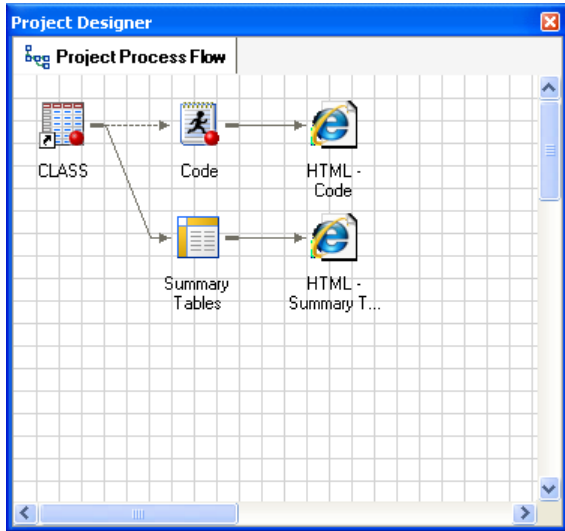 Project Designer
Project Process Flow
CLASS
Code
HTML -
Code
Summary
Tables
HTML -
Summary T...